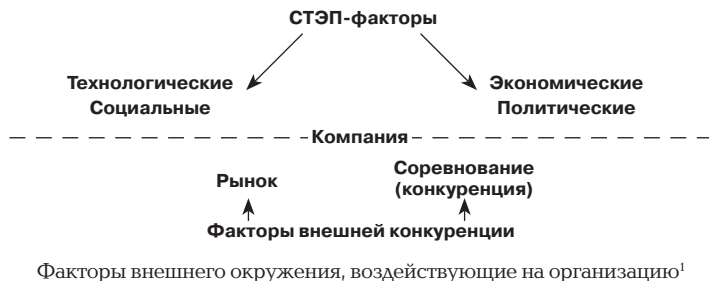 СТЭП-факторы
Технологические
Социальные
Экономические
Политические
Компания
Рынок
Соревнование
(конкуренция)
Факторы внешней конкуренции
Факторы внешнего окружения, воздействующие на организацию¹